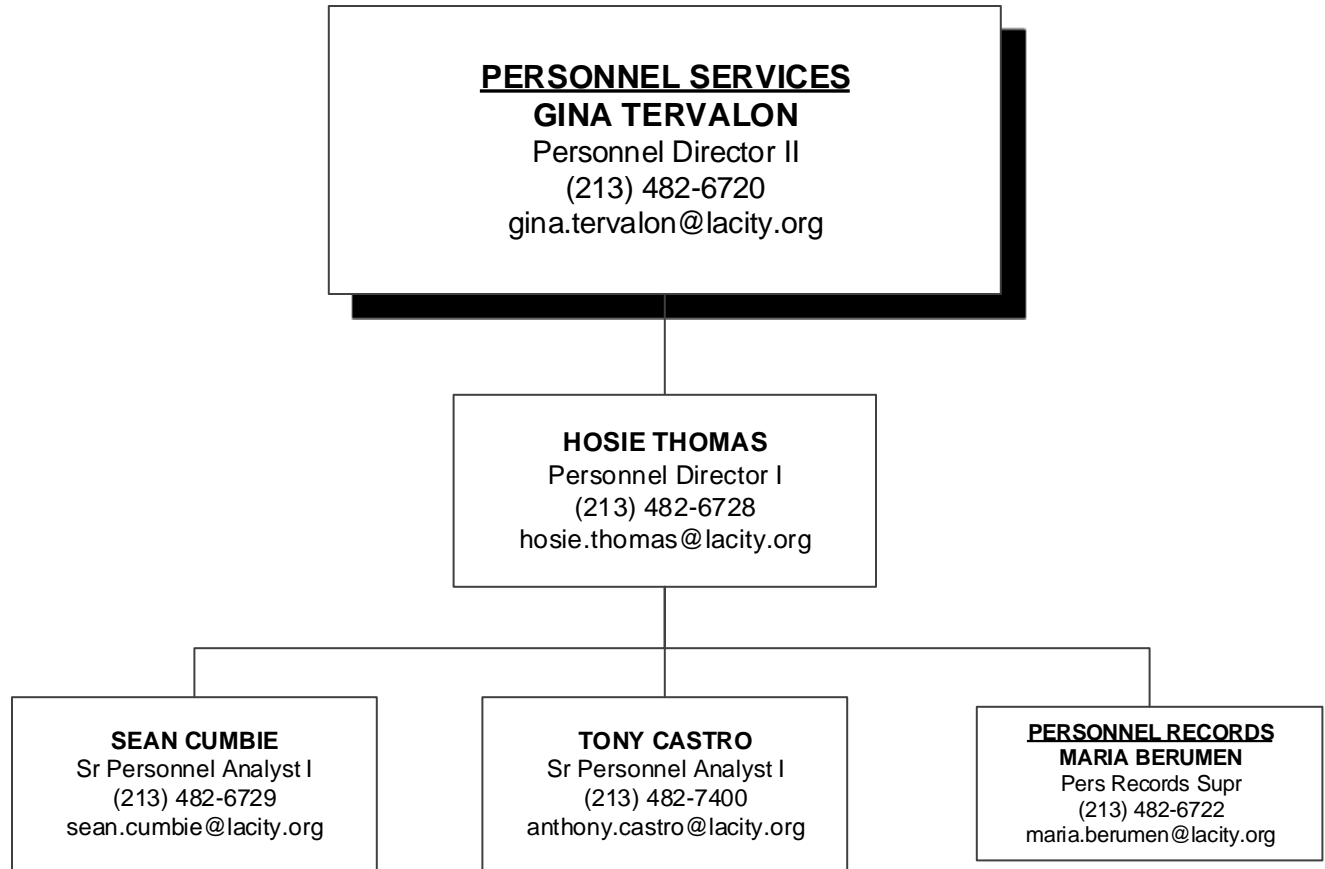 PERSONNEL SERVICES
GINA TERVALON
Personnel Director II
(213) 482-6720
gina.tervalon@lacity.org
HOSIE THOMAS
Personnel Director I
(213) 482-6728
hosie.thomas@lacity.org
SEAN CUMBIE
Sr Personnel Analyst I
(213) 482-6729
sean.cumbie@lacity.org
TONY CASTRO
Sr Personnel Analyst I
(213) 482-7400
anthony.castro@lacity.org
PERSONNEL RECORDS
MARIA BERUMEN
Pers Records Supr
(213) 482-6722
maria.berumen@lacity.org